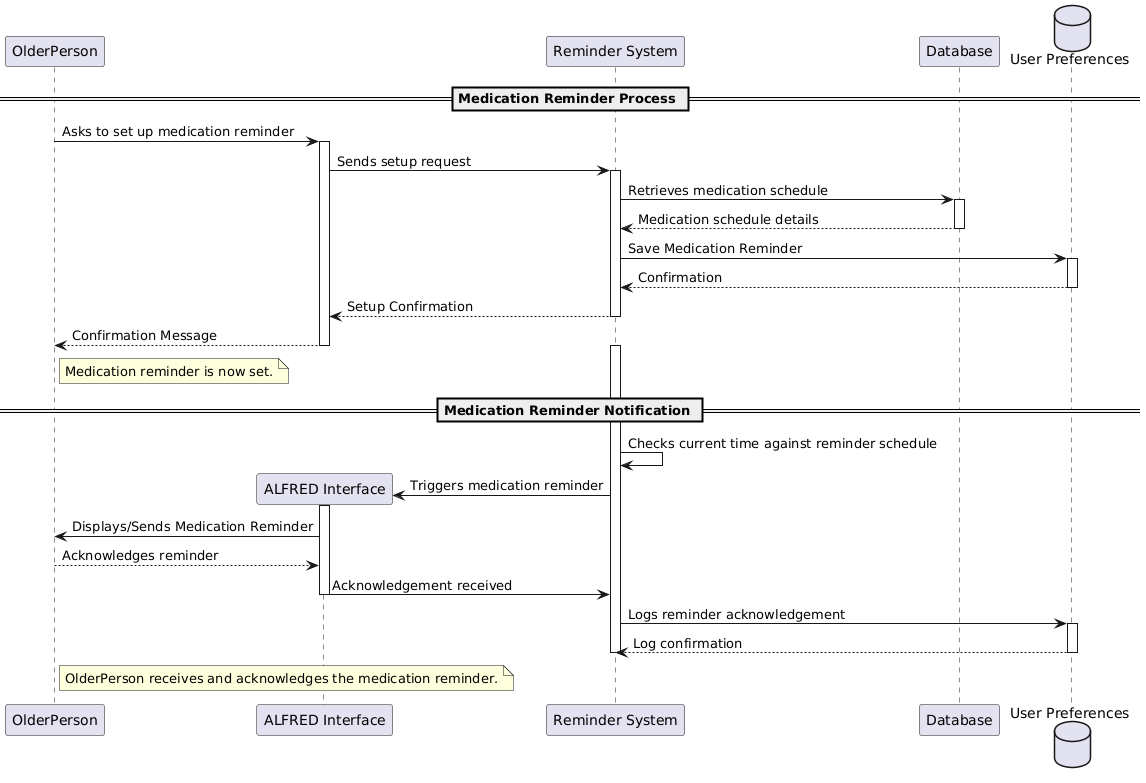 OlderPerson
Reminder System
Database
User Preferences
Medication Reminder Process
Asks to set up medication reminder
Sends setup request
Retrieves medication schedule
Medication schedule details
Save Medication Reminder
Confirmation
Setup Confirmation
Confirmation Message
Medication reminder is now set.
Medication Reminder Notification
Checks current time against reminder schedule
ALFRED Interface
Triggers medication reminder
Displays/Sends Medication Reminder
Acknowledges reminder
Acknowledgement received
Logs reminder acknowledgement
Log confirmation
OlderPerson receives and acknowledges the medication reminder.
OlderPerson
ALFRED Interface
Reminder System
Database
User Preferences